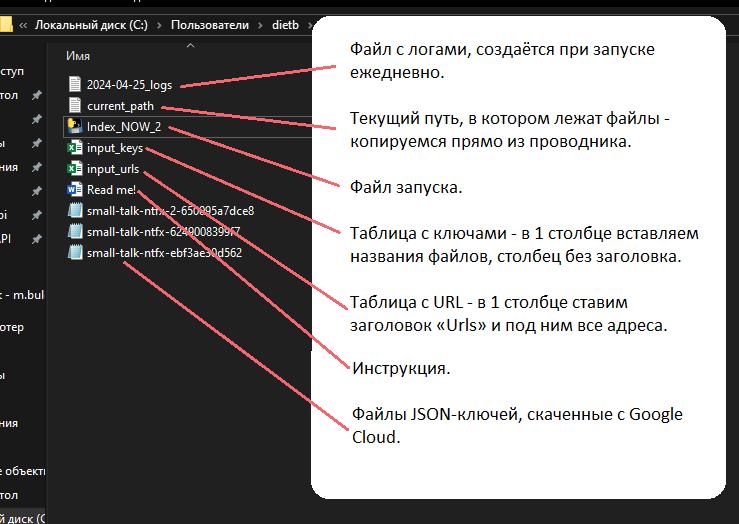 Локальный диск (C:) > Пользователи > dietb >
Имя
ступ
тол
2024-04-25_logs
current_path
Index_NOW_2
input_keys
input_urls
Read me!
small-talk-ntfx-2-650095a7dce8
small-talk-ntfx-624900839
small-talk-ntfx-ebf3ae30d562
ы
ния
pi
API
к - m.bul
отер
ы
ния
е объекты
тол
й диск (C
Файл с логами, создаётся при запуске
ежедневно.
Текущий путь, в котором лежат файлы -
копируемся прямо из проводника.
Файл запуска.
Таблица с ключами - в 1 столбце вставляем
названия файлов, столбец без заголовка.
Таблица с URL - в 1 столбце ставим
заголовок «Urls» и под ним все адреса.
Инструкция.
Файлы JSON-ключей, скаченные с Google
Cloud.